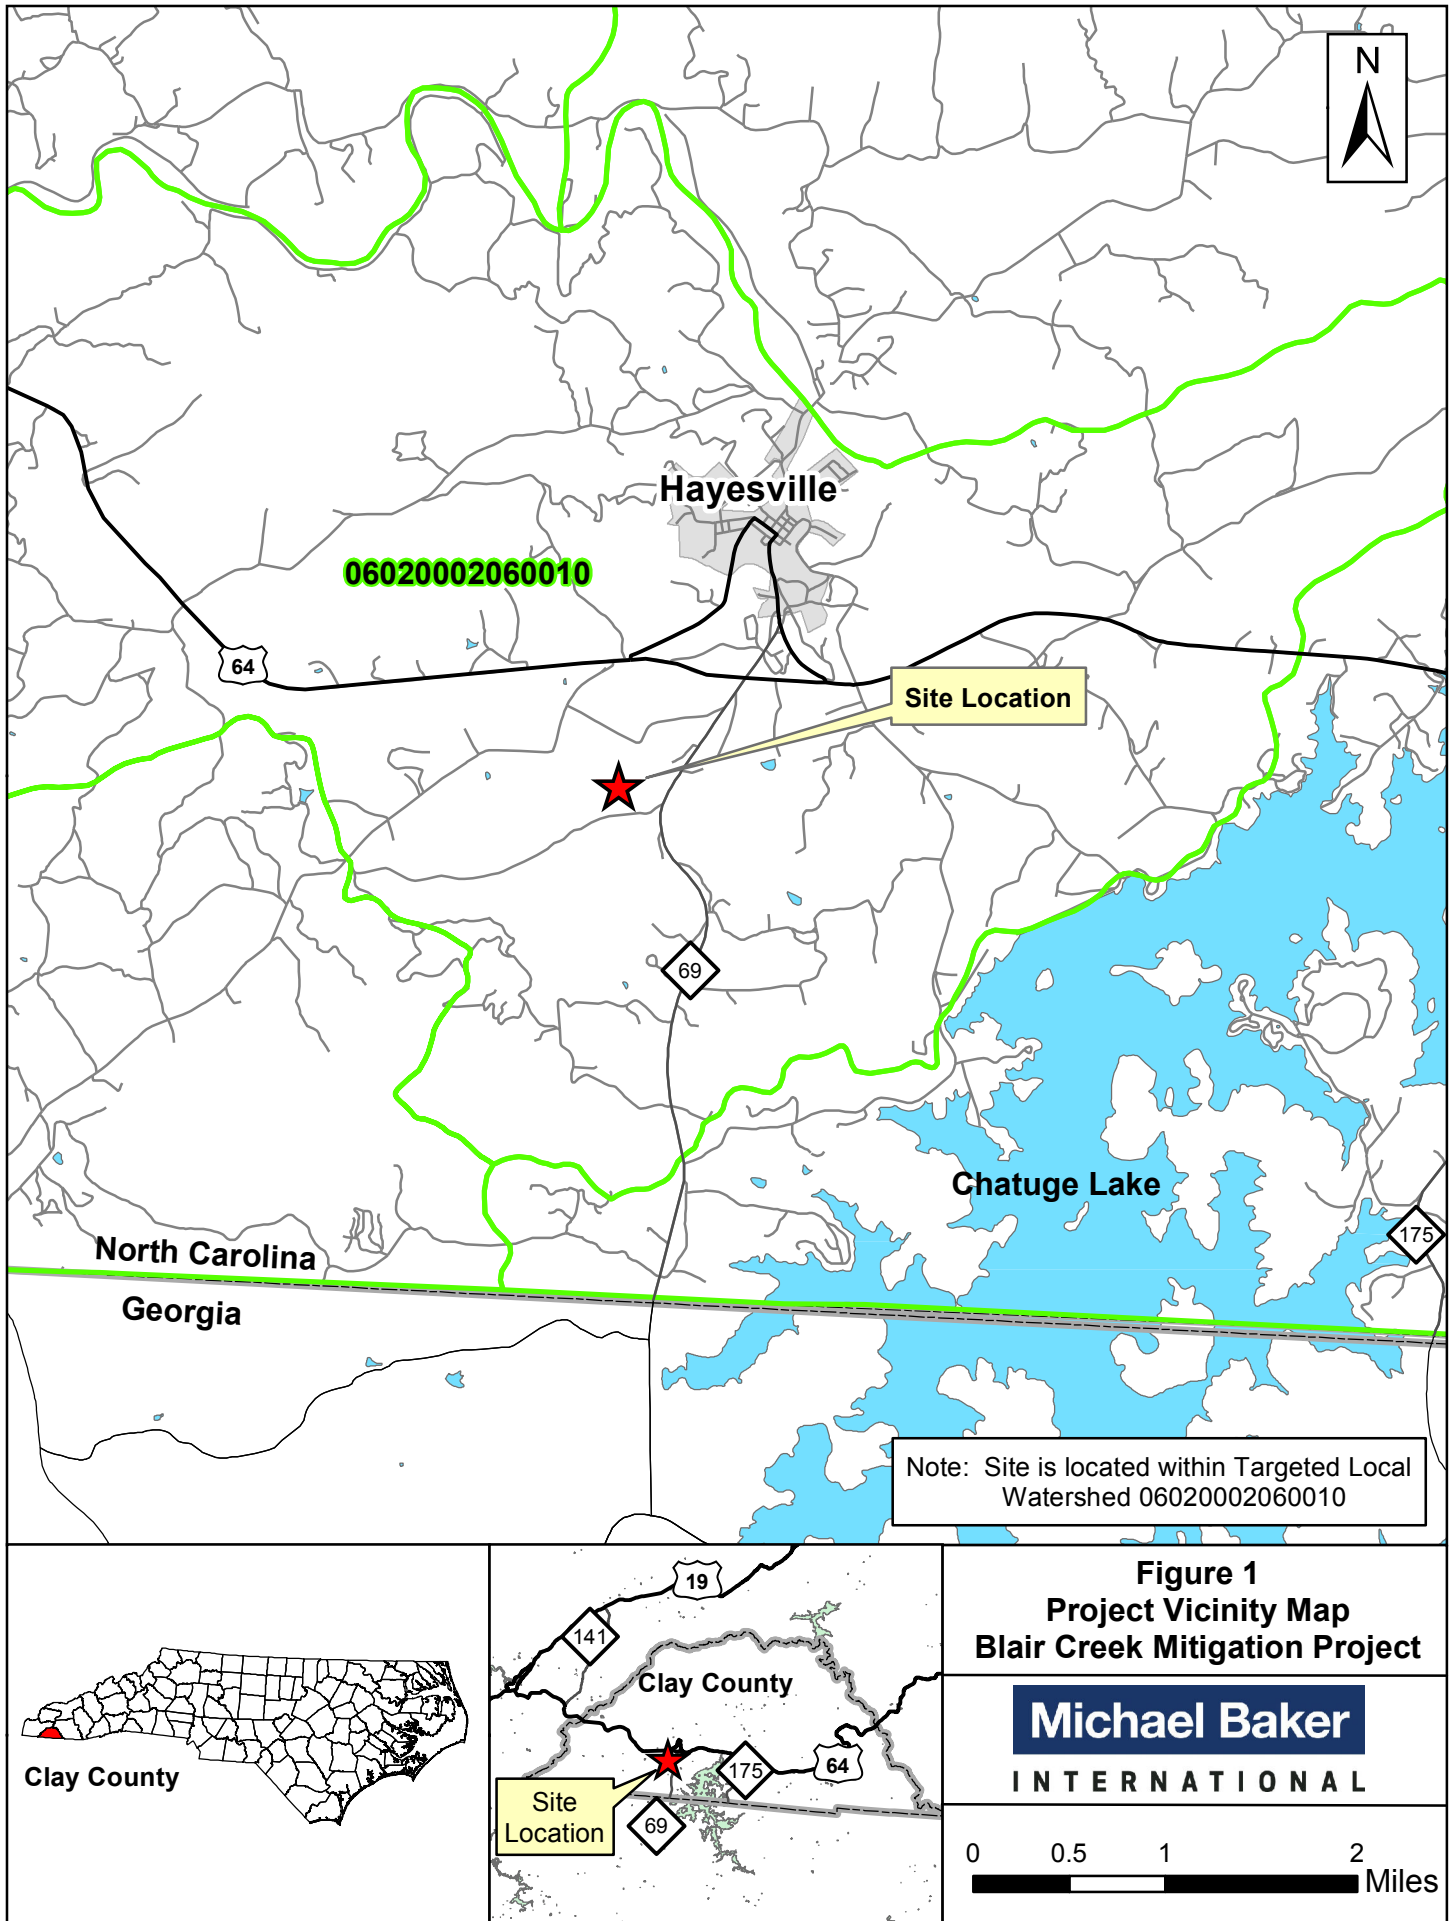 N
Hayesville
06020002060010
64
Site Location
69
Chatuge Lake
175
North Carolina
Georgia
Note: Site is located within Targeted Local
Watershed 06020002060010
Clay County
19
141
Clay County
175
64
Site
Location
69
Figure 1
Project Vicinity Map
Blair Creek Mitigation Project
Michael Baker
INTERNATIONAL
0 0.5 1 2
Miles